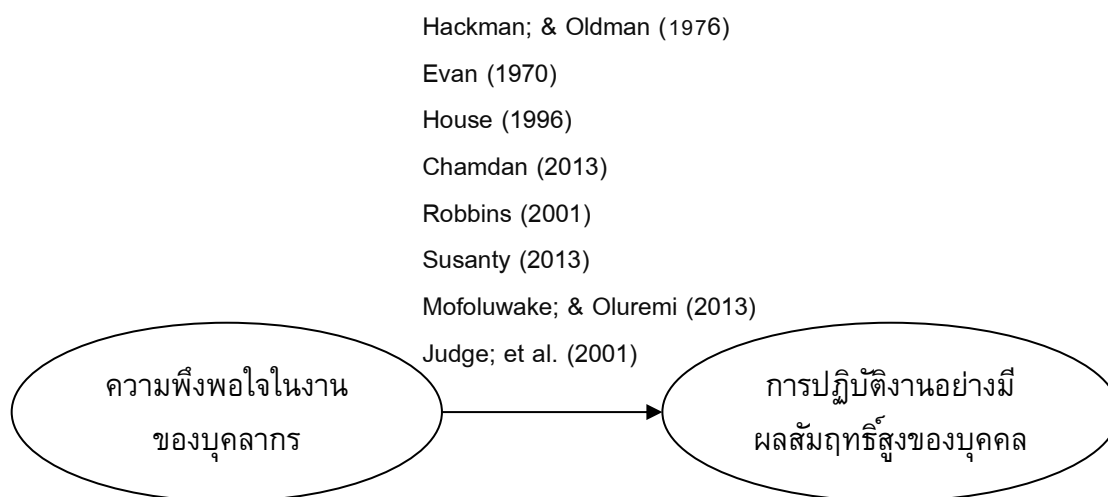 Hackman; & Oldman (1976)
Evan (1970)
House (1996)
Chamdan (2013)
Robbins (2001)
Susanty (2013)
Mofoluwake; & Oluremi (2013)
Judge; et al. (2001)
ความพึงพอใจในงาน
ของบุคลากร
การปฏิบัติงานอย่างมี
ผลสัมฤทธิ์สูงของบุคคล